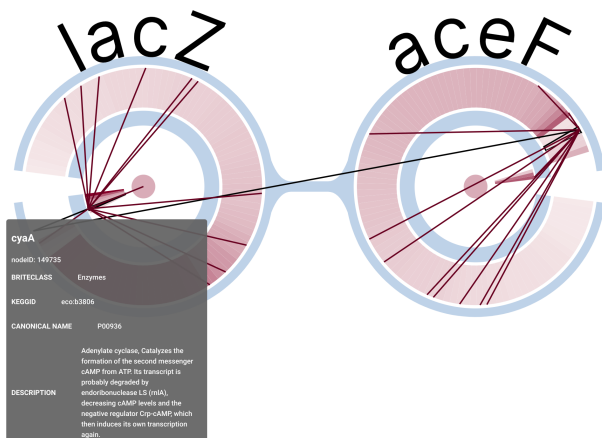 lacZ
aceF
cyaA
nodeID: 149735
BRITECLASS Enzymes
KEGGID eco:b3806
CANONICAL NAME P00936
DESCRIPTION Adenylate cyclase, Catalyzes the
formation of the second messenger
cAMP from ATP. Its transcript is
probably degraded by
endoribonuclease LS (rnlA),
decreasing cAMP levels and the
negative regulator Crp-cAMP, which
then induces its own transcription
again.